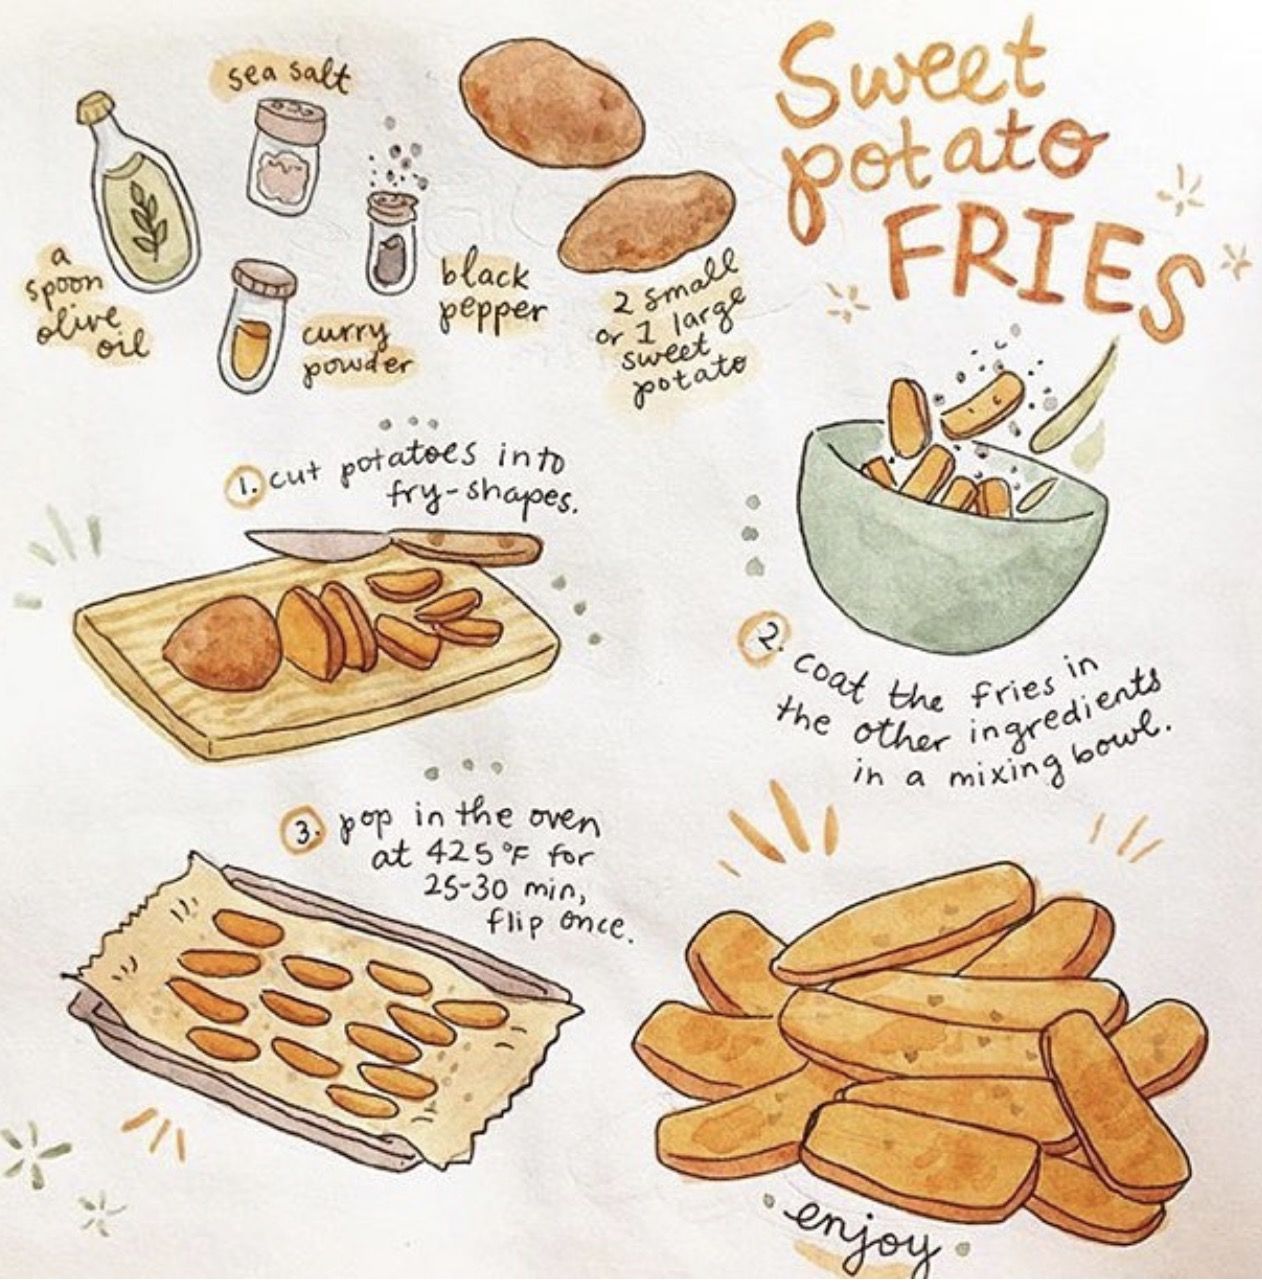 Sweet
potato
FRIES
sea salt
a
spoon
olive
oil
curry
powder
black
pepper
2 small
or 1 large
sweet
potato
1. cut potatoes into
fry-shapes.
2. coat the fries in
the other ingredients
in a mixing bowl.
3. pop in the oven
at 425°F for
25-30 min,
flip once.
enjoy